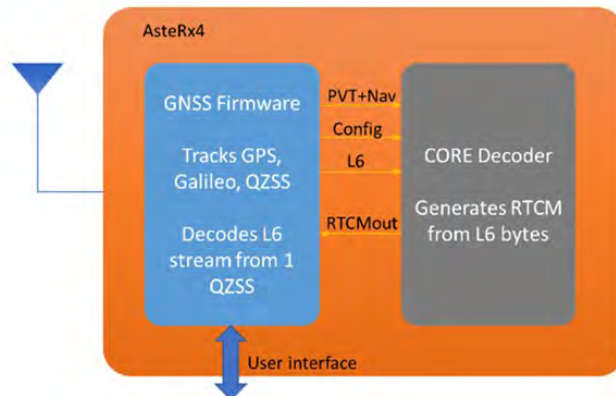 AsteRx4
GNSS Firmware
Tracks GPS,
Galileo, QZSS
Decodes L6
stream from 1
QZSS
PVT+Nav
Config
L6
RTCMout
CORE Decoder
Generates RTCM
from L6 bytes
User interface